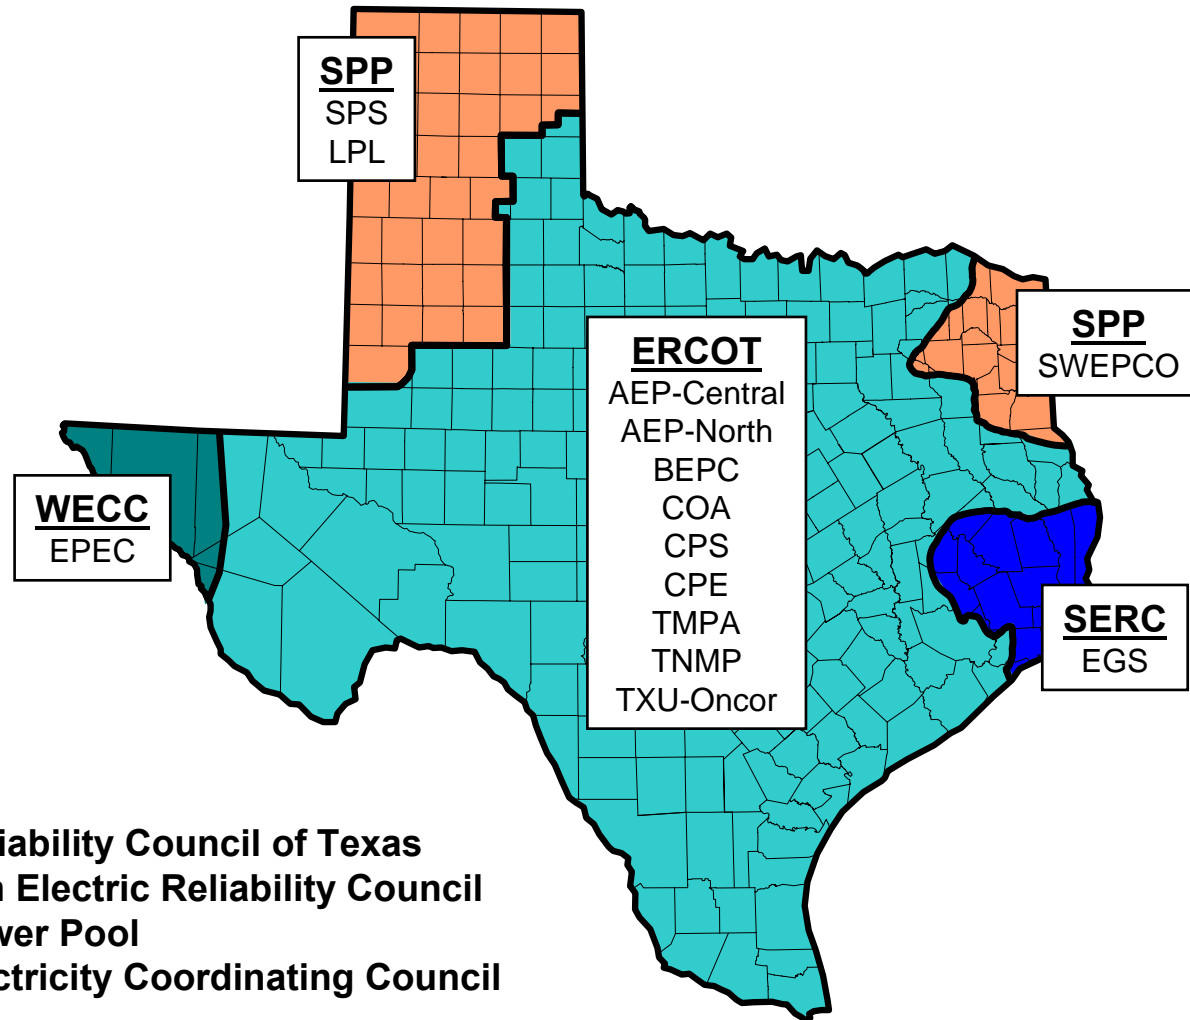 SPP
SPS
LPL
SPP
SWEPCO
ERCOT
AEP-Central
AEP-North
BEPC
COA
CPS
CPE
TMPA
TNMP
TXU-Oncor
WECC
EPEC
SERC
EGS
iability Council of Texas
n Electric Reliability Council
wer Pool
ctricity Coordinating Council